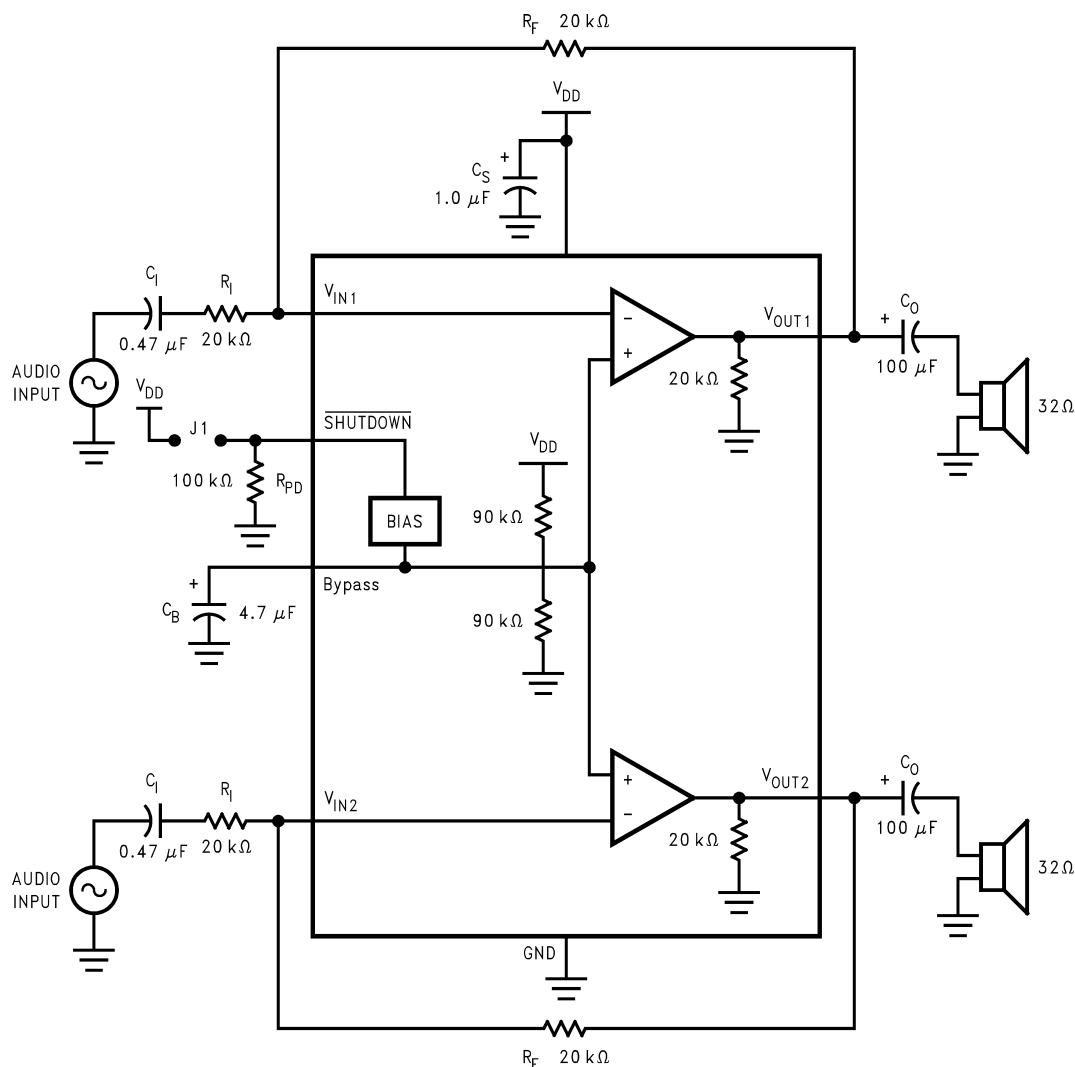 R_F 20 kΩ
V_DD
+
C_S
1.0 μF
C_I
R_I
V_IN1
0.47 μF
20 kΩ
−
+
V_OUT1
20 kΩ
+
C_O
100 μF
32Ω
AUDIO
INPUT
V_DD
J1
SHUTDOWN
100 kΩ
R_PD
BIAS
V_DD
90 kΩ
90 kΩ
Bypass
+
C_B
4.7 μF
C_I
R_I
V_IN2
0.47 μF
20 kΩ
+
−
V_OUT2
20 kΩ
+
C_O
100 μF
32Ω
AUDIO
INPUT
GND
R_F 20 kΩ